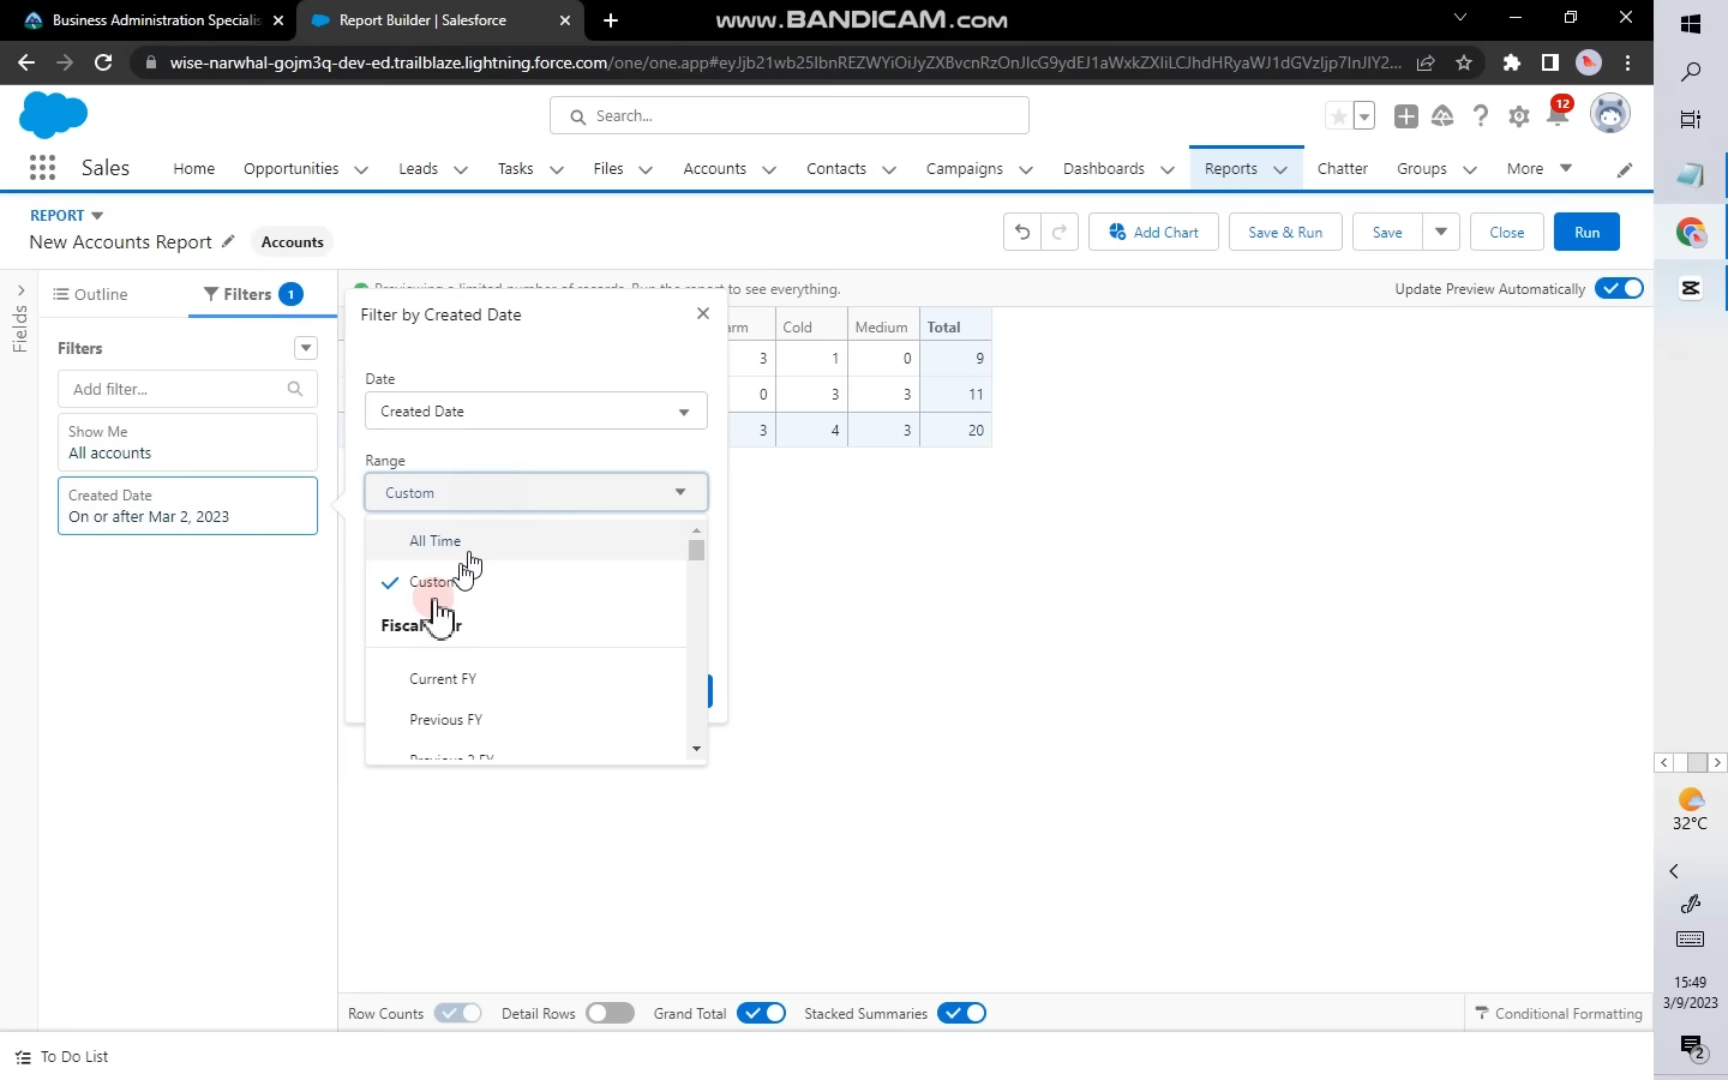 Business Administration Specialis
Report Builder | Salesforce
www.BANDICAM.com
wise-narwhal-gojm3q-dev-ed.trailblaze.lightning.force.com/one/one.app#
Search...
12
Sales
Home
Opportunities
Leads
Tasks
Files
Accounts
Contacts
Campaigns
Dashboards
Reports
Chatter
Groups
More
REPORT
New Accounts Report
Accounts
Add Chart
Save & Run
Save
Close
Run
Fields
Outline
Filters 1
to see everything.
Update Preview Automatically
Filters
Add filter...
Show Me
All accounts
Created Date
On or after Mar 2, 2023
Filter by Created Date
Date
Created Date
Range
Custom
All Time
Custom
Current FY
Previous FY
Cold Medium Total
3 1 0 9
0 3 3 11
3 4 3 20
Row Counts
Detail Rows
Grand Total
Stacked Summaries
Conditional Formatting
To Do List
32°C
15:49
3/9/2023
2